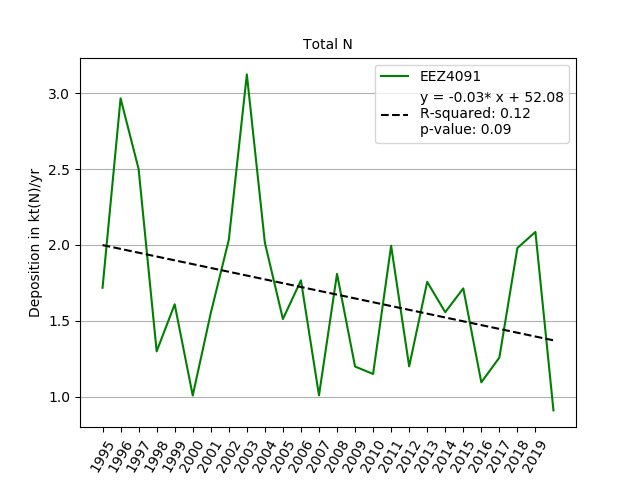 Total N
EEZ4091
y = -0.03* x + 52.08
R-squared: 0.12
p-value: 0.09
Deposition in kt(N)/yr
3.0
2.5
2.0
1.5
1.0
1995 1996 1997 1998 1999 2000 2001 2002 2003 2004 2005 2006 2007 2008 2009 2010 2011 2012 2013 2014 2015 2016 2017 2018 2019